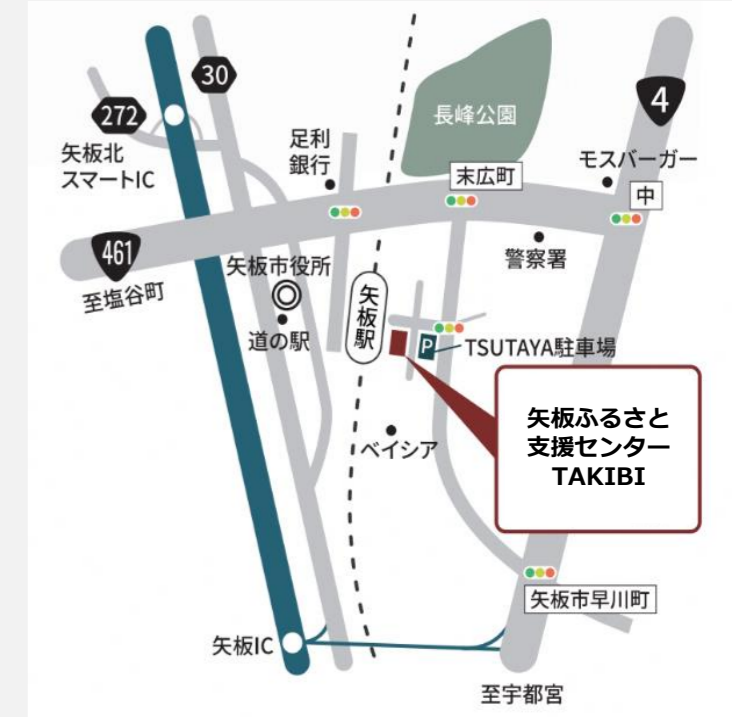 30
272
矢板北
スマートIC
足利
銀行
長峰公園
4
モスバーガー
末広町
中
461
至塩谷町
矢板市役所
警察署
道の駅
矢板駅
P
TSUTAYA駐車場
ベイシア
矢板ふるさと
支援センター
TAKIBI
矢板市早川町
矢板IC
至宇都宮